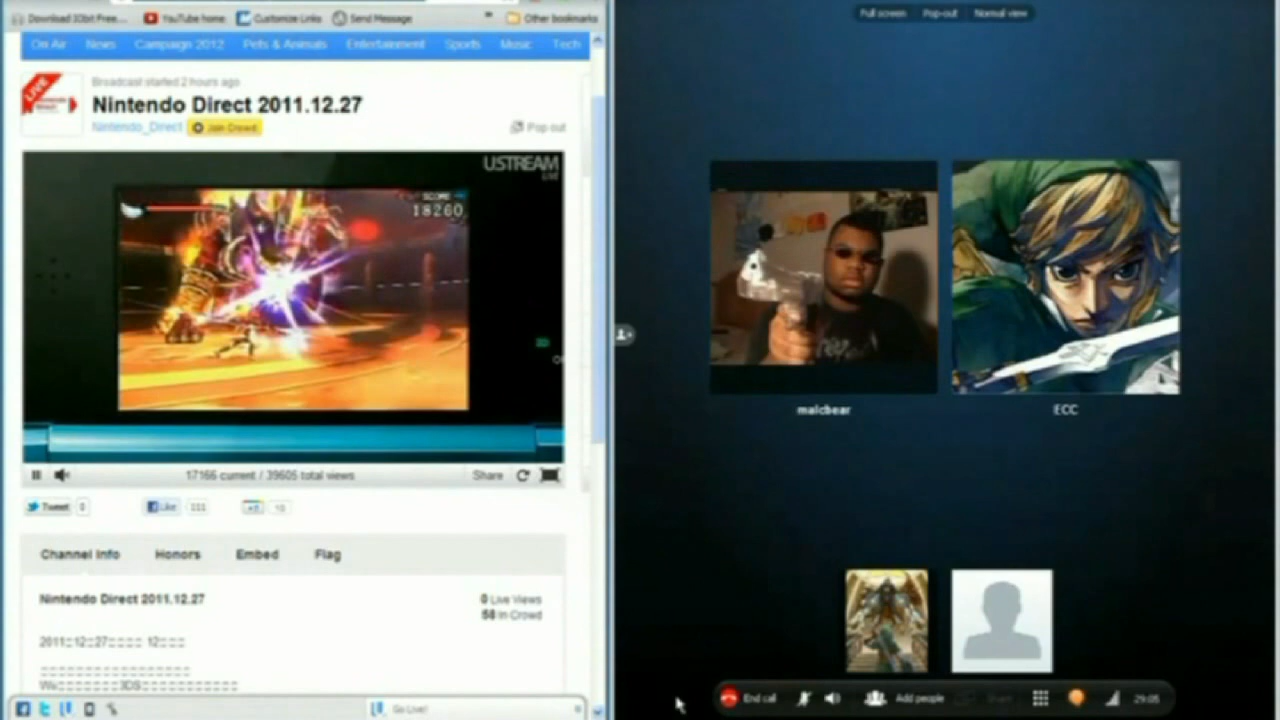 Download IObit Free... YouTube home Customize Links Send Message » Other bookmarks
On Air News Campaign 2012 Pets & Animals Entertainment Sports Music Tech
LIVE
Broadcast started 2 hours ago
Nintendo Direct 2011.12.27
Nintendo_Direct Join Crowd Pop out
USTREAM
SCORE
18260
17166 current / 39605 total views Share
Tweet 0 Like 111
Channel Info Honors Embed Flag
Nintendo Direct 2011.12.27 0 Live Views
58 In Crowd
Go Live!
Full screen Pop-out Normal view
malcbear ECC
End call Add people Share 29:05